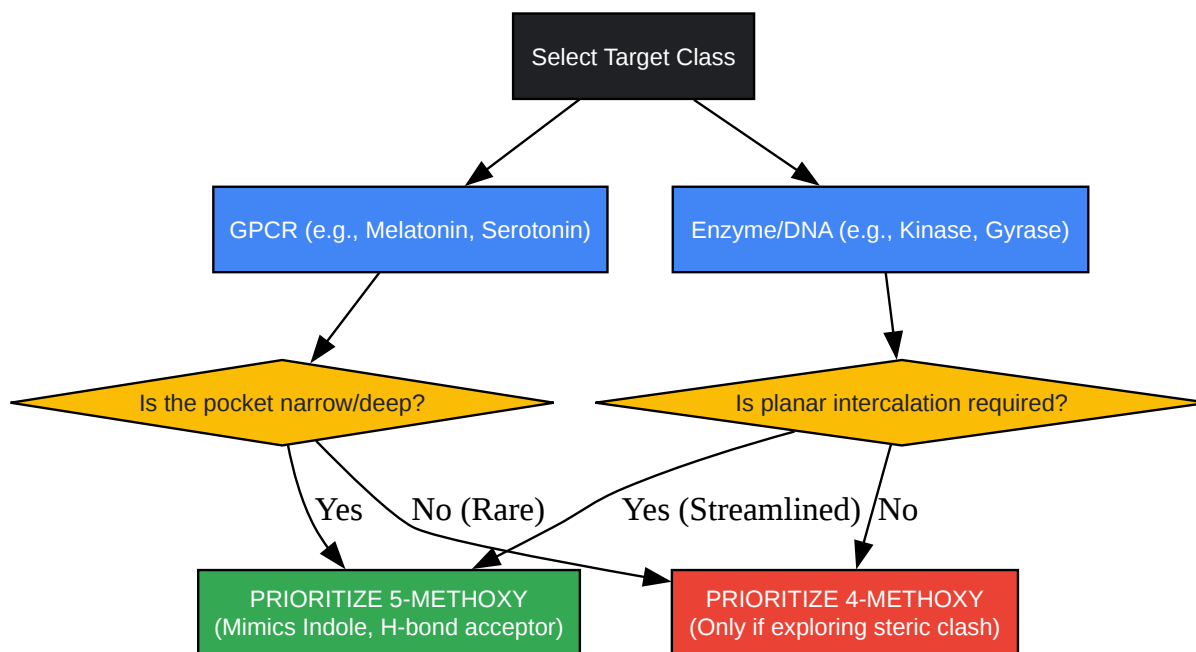 Select Target Class
GPCR (e.g., Melatonin, Serotonin)
Enzyme/DNA (e.g., Kinase, Gyrase)
Is the pocket narrow/deep?
Is planar intercalation required?
Yes
No (Rare)
Yes (Streamlined)
No
PRIORITIZE 5-METHOXY
(Mimics Indole, H-bond acceptor)
PRIORITIZE 4-METHOXY
(Only if exploring steric clash)